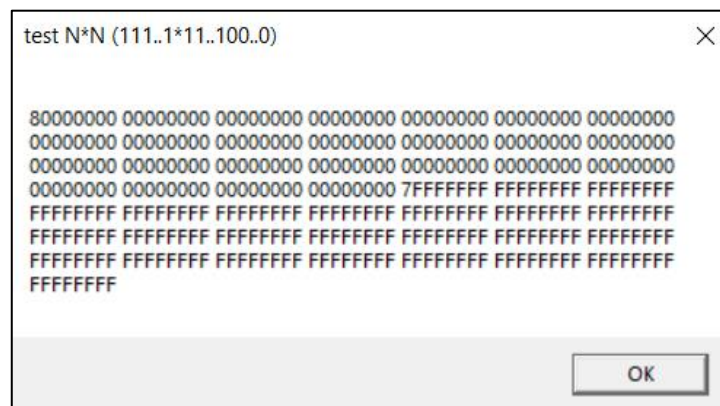 test N*N (111..1*11..100..0)
80000000 00000000 00000000 00000000 00000000 00000000 00000000
00000000 00000000 00000000 00000000 00000000 00000000 00000000
00000000 00000000 00000000 00000000 00000000 00000000 00000000
00000000 00000000 00000000 00000000 7FFFFFFF FFFFFFFF FFFFFFFF
FFFFFFFF FFFFFFFF FFFFFFFF FFFFFFFF FFFFFFFF FFFFFFFF FFFFFFFF
FFFFFFFF FFFFFFFF FFFFFFFF FFFFFFFF FFFFFFFF FFFFFFFF FFFFFFFF
FFFFFFFF FFFFFFFF FFFFFFFF FFFFFFFF FFFFFFFF FFFFFFFF FFFFFFFF
FFFFFFFF
OK